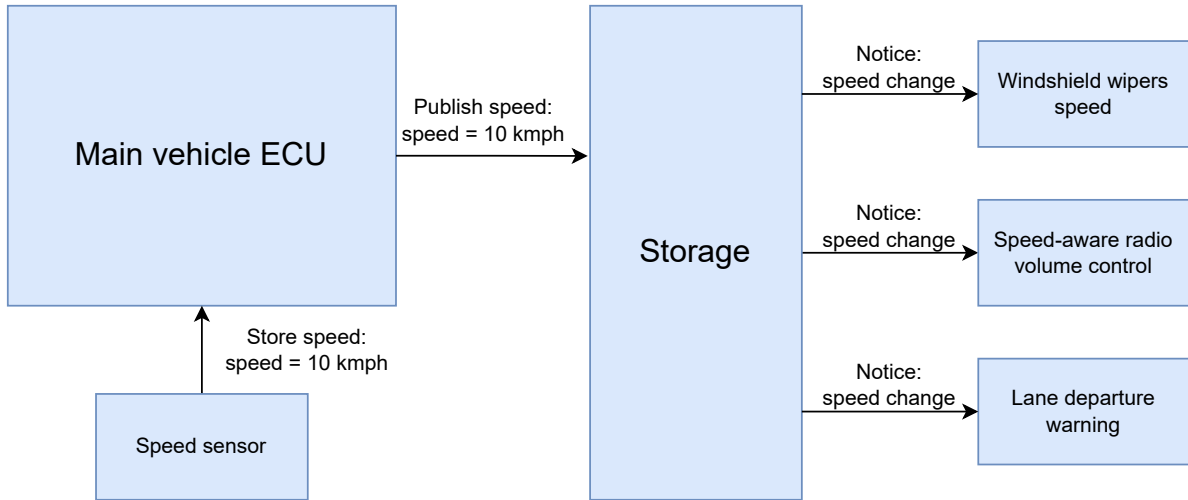 Main vehicle ECU
Publish speed:
speed = 10 kmph
Store speed:
speed = 10 kmph
Speed sensor
Storage
Notice:
speed change
Windshield wipers
speed
Notice:
speed change
Speed-aware radio
volume control
Notice:
speed change
Lane departure
warning